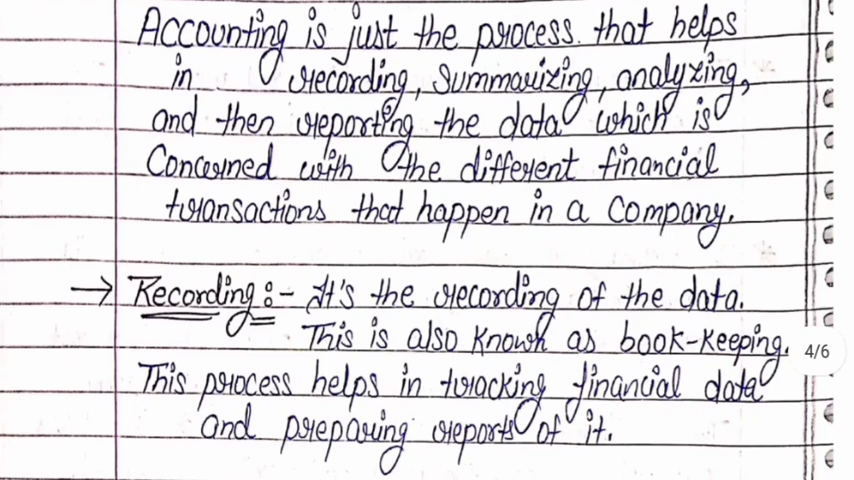 Accounting is just the process that helps
in recording, Summarizing, analyzing,
and then reporting the data which is
Concerned with the different financial
transactions that happen in a Company.
→ Recording :- It's the recording of the data.
This is also known as book-keeping.
This process helps in tracking financial data
and preparing reports of it.
4/6